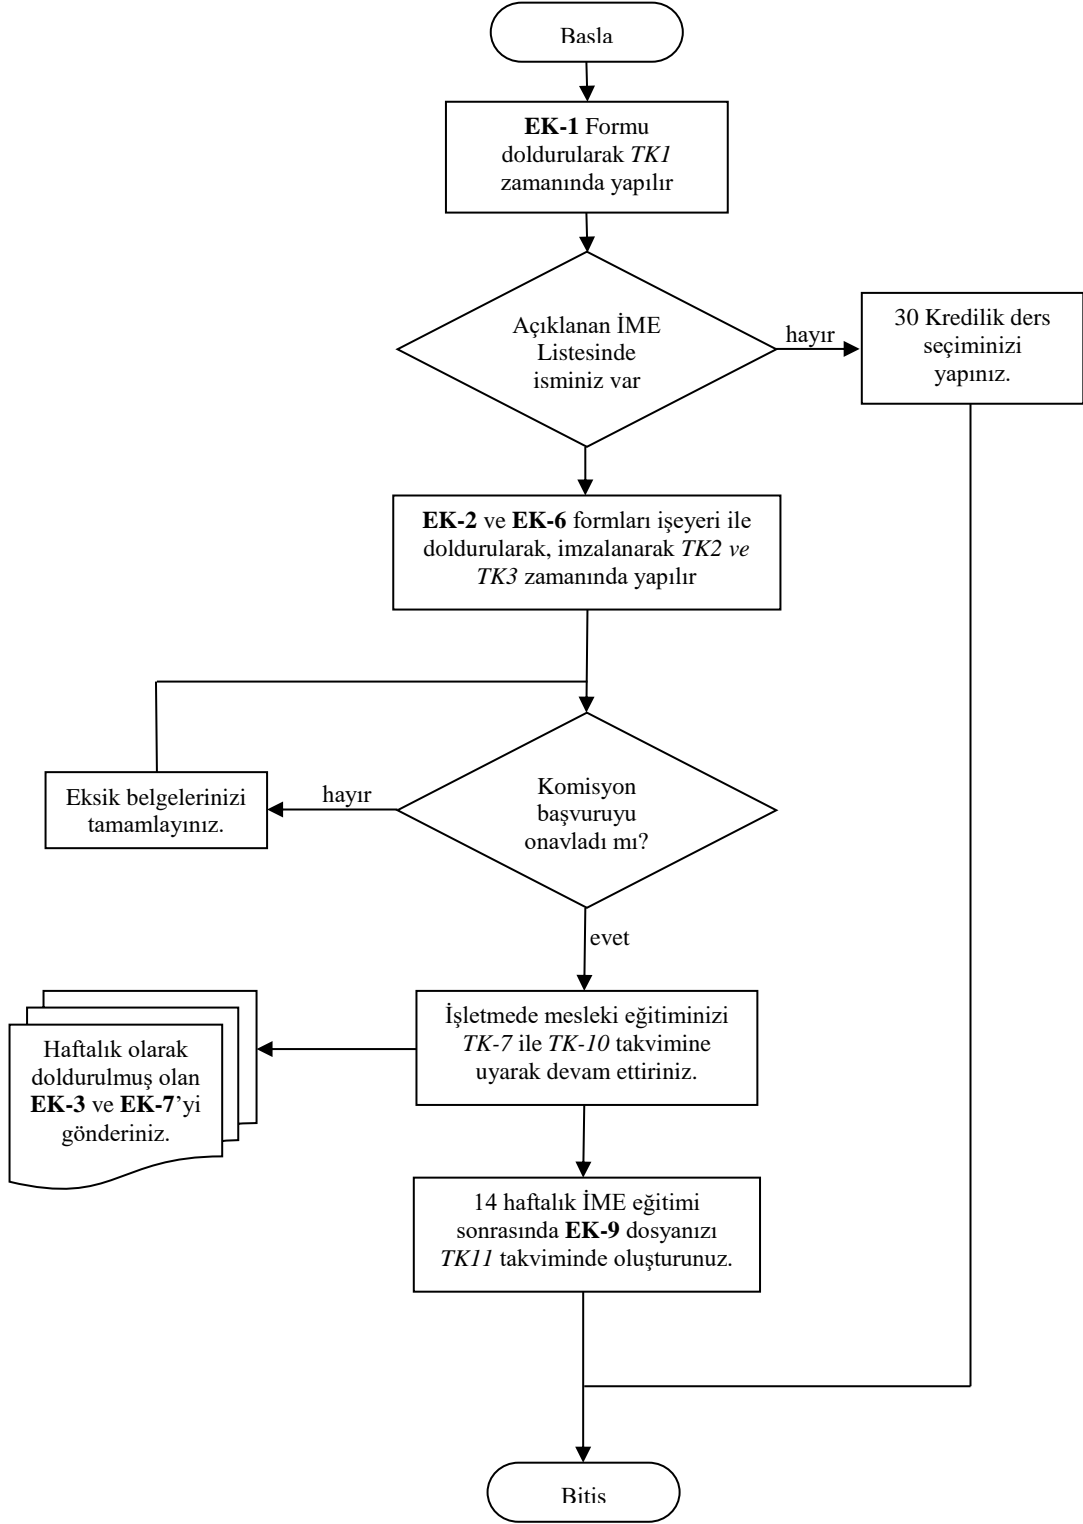 Basla
EK-1 Formu
doldurularak TK1
zamanında yapılır
Açıklanan İME
Listesinde
isminiz var
hayır
30 Kredilik ders
seçiminizi
yapınız.
EK-2 ve EK-6 formları işeyeri ile
doldurularak, imzalanarak TK2 ve
TK3 zamanında yapılır
Komisyon
başvuruyu
onavladı mı?
hayır
Eksik belgelerinizi
tamamlayınız.
evet
İşletmede mesleki eğitiminizi
TK-7 ile TK-10 takvimine
uyarak devam ettiriniz.
Haftalık olarak
doldurulmuş olan
EK-3 ve EK-7’yi
gönderiniz.
14 haftalık İME eğitimi
sonrasında EK-9 dosyanızı
TK11 takviminde oluşturunuz.
Bitis